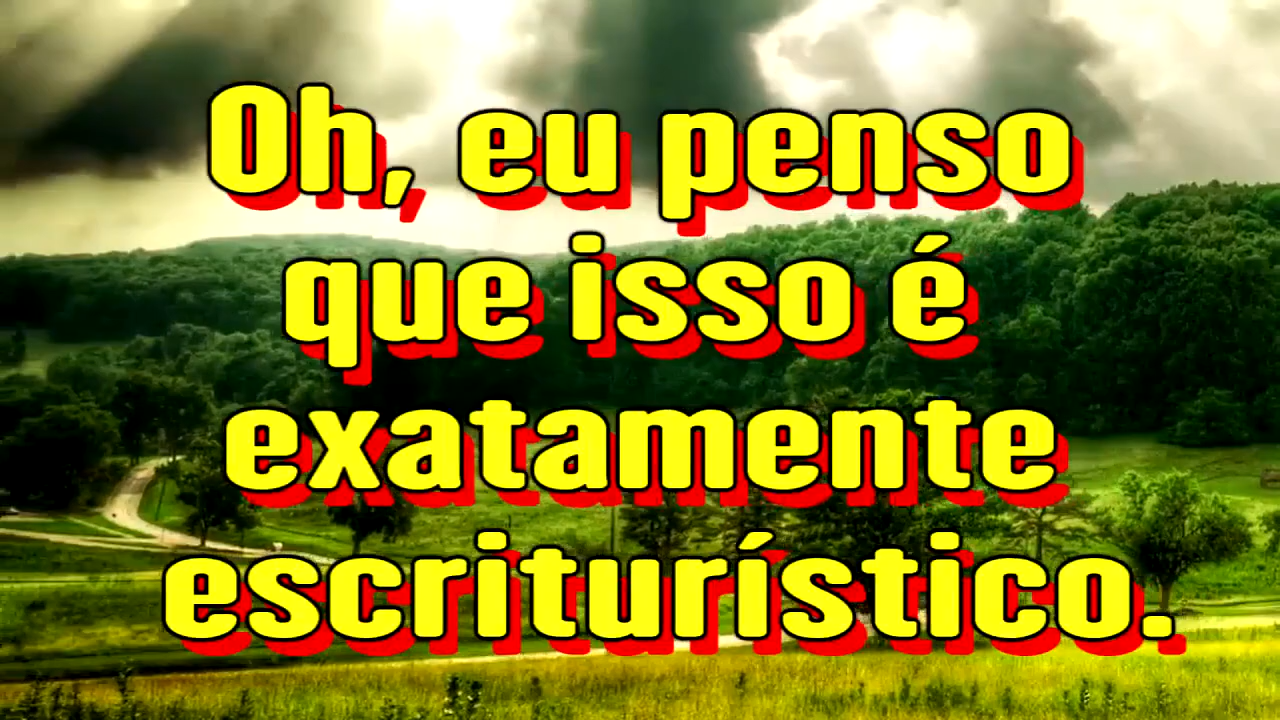 Oh, eu penso
que isso é
exatamente
escriturístico.